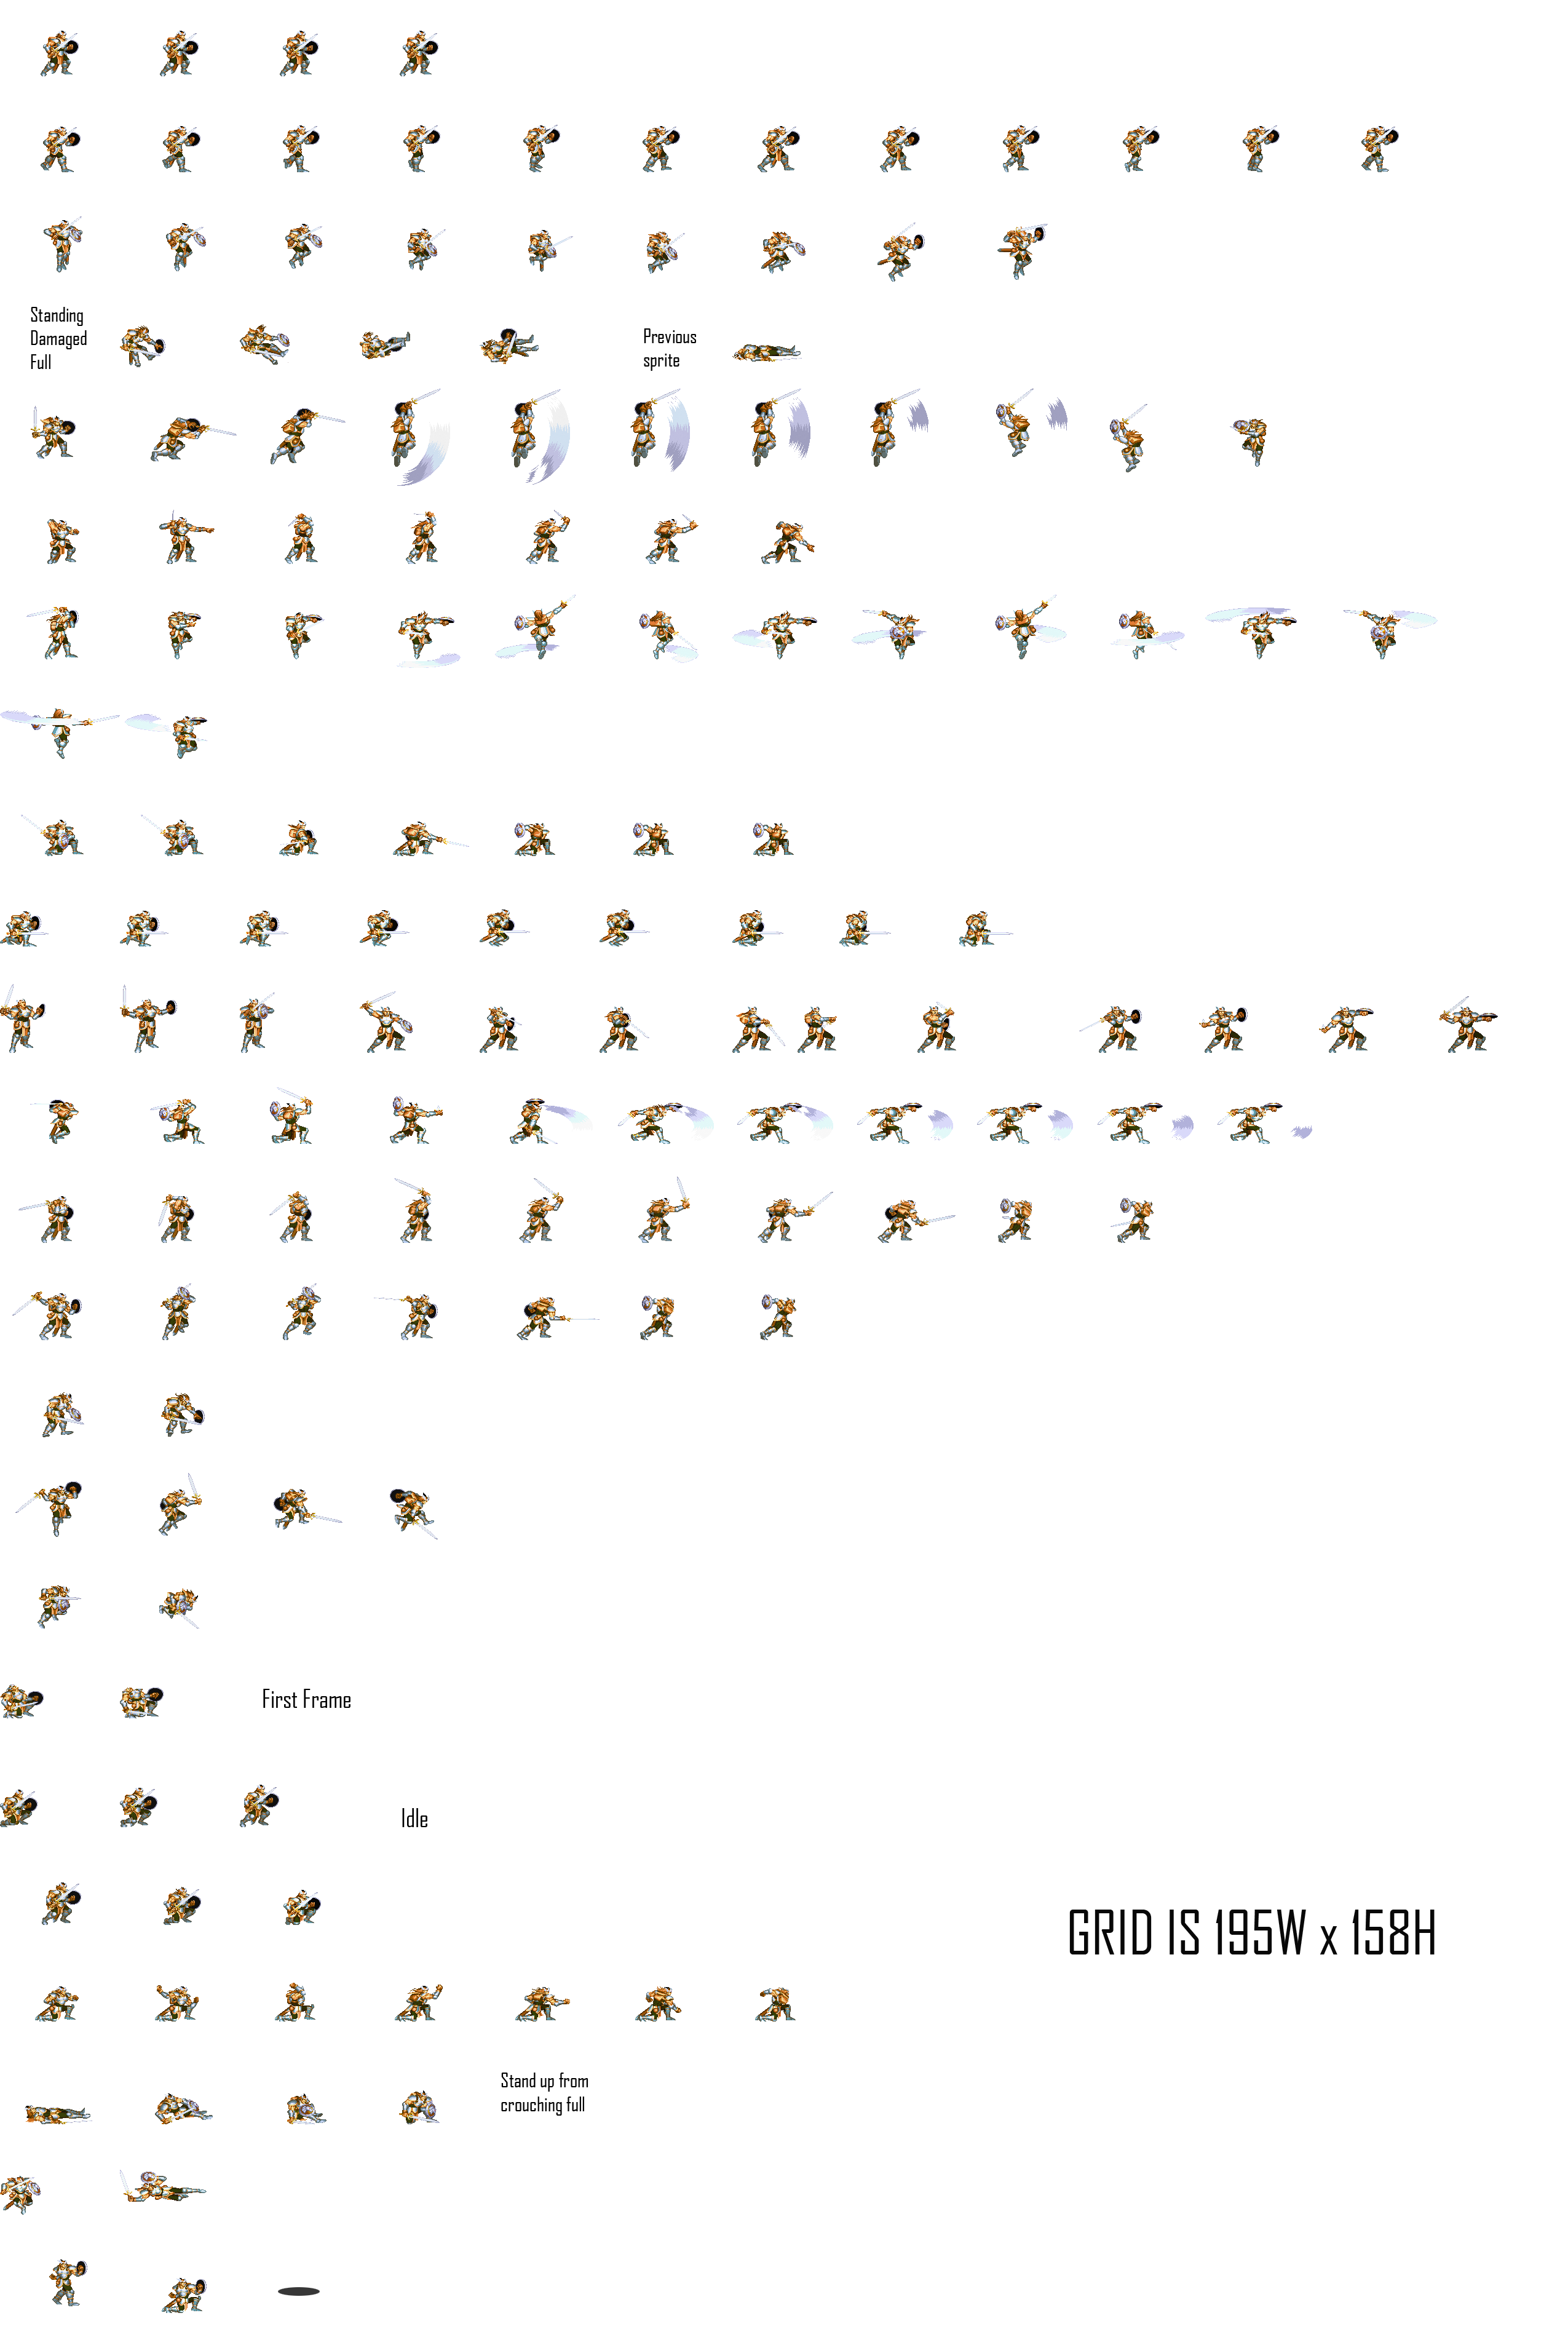 Standing
Damaged
Full
Previous
sprite
First Frame
Idle
GRID IS 195W x 158H
Stand up from
crouching full